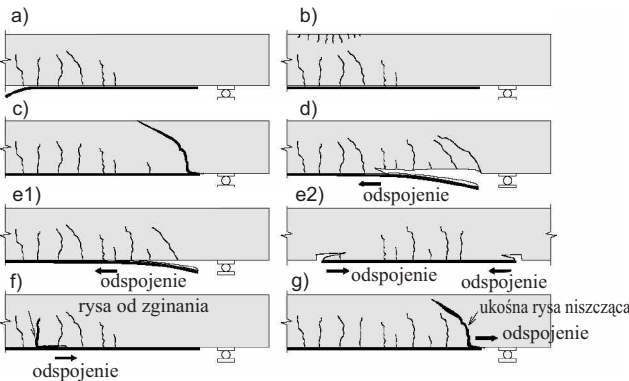 a)
b)
c)
d)
odspojenie
e1)
e2)
odspojenie
odspojenie
odspojenie
f)
rysa od zginania
odspojenie
g)
ukośna rysa niszcząca
odspojenie